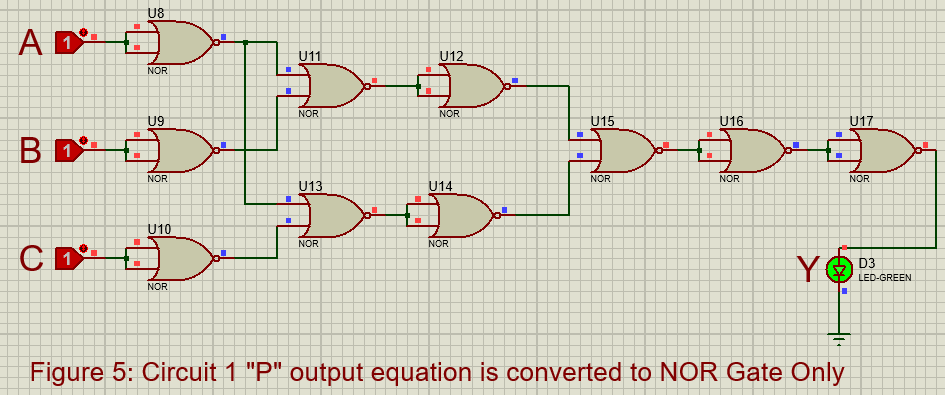 U8
A
1
NOR
U11
U12
NOR
NOR
U9
B
1
NOR
U15
U16
U17
NOR
NOR
NOR
U13
U14
NOR
NOR
U10
C
1
NOR
Y
D3
LED-GREEN
Figure 5: Circuit 1 "P" output equation is converted to NOR Gate Only